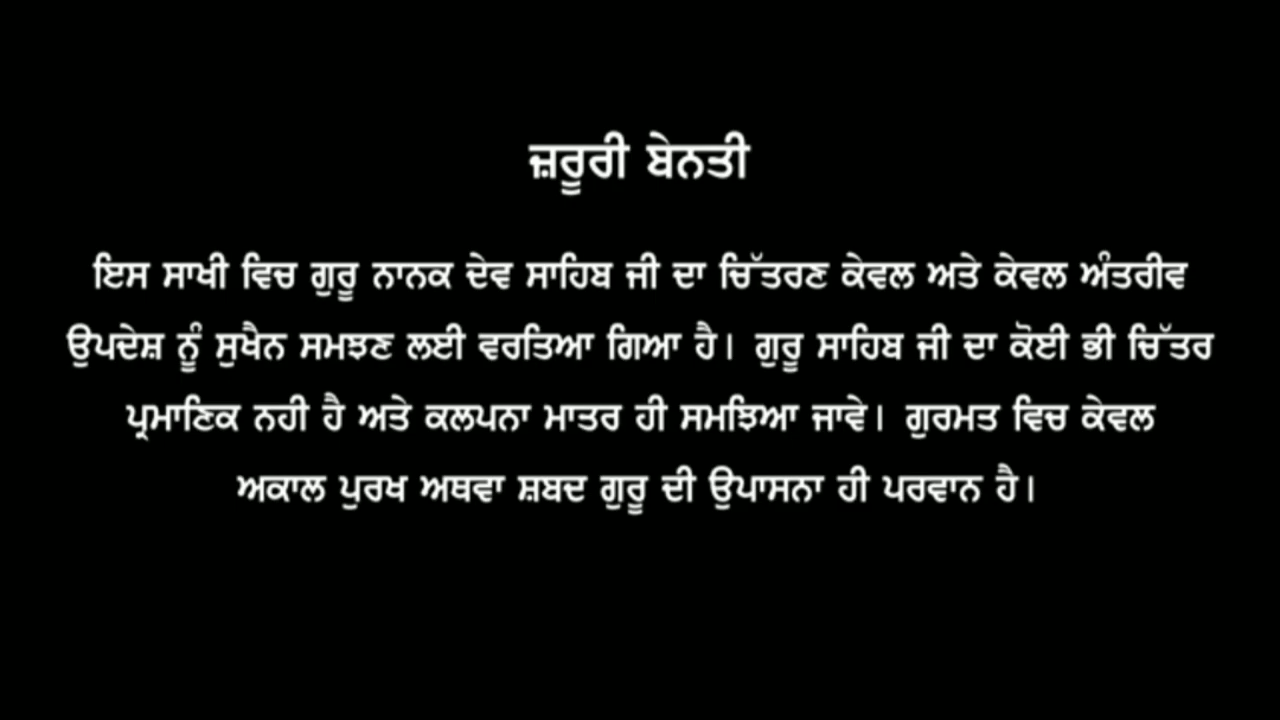 ਜ਼ਰੂਰੀ ਬੇਨਤੀ
ਇਸ ਸਾਖੀ ਵਿਚ ਗੁਰੂ ਨਾਨਕ ਦੇਵ ਸਾਹਿਬ ਜੀ ਦਾ ਚਿੱਤਰਣ ਕੇਵਲ ਅਤੇ ਕੇਵਲ ਅੰਤਰੀਵ
ਉਪਦੇਸ਼ ਨੂੰ ਸੁਖੈਨ ਸਮਝਣ ਲਈ ਵਰਤਿਆ ਗਿਆ ਹੈ। ਗੁਰੂ ਸਾਹਿਬ ਜੀ ਦਾ ਕੋਈ ਭੀ ਚਿੱਤਰ
ਪ੍ਰਮਾਣਿਕ ਨਹੀ ਹੈ ਅਤੇ ਕਲਪਨਾ ਮਾਤਰ ਹੀ ਸਮਝਿਆ ਜਾਵੇ। ਗੁਰਮਤ ਵਿਚ ਕੇਵਲ
ਅਕਾਲ ਪੁਰਖ ਅਥਵਾ ਸ਼ਬਦ ਗੁਰੂ ਦੀ ਉਪਾਸਨਾ ਹੀ ਪਰਵਾਨ ਹੈ।